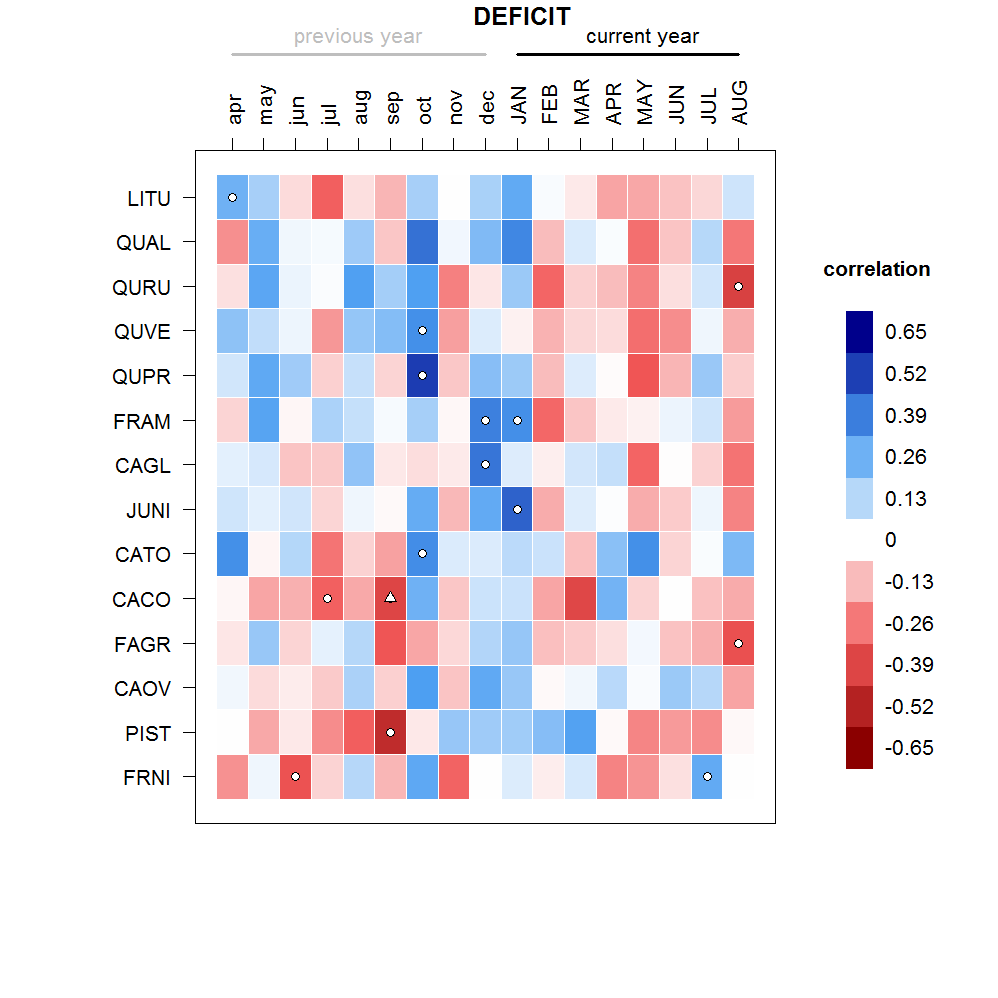 DEFICIT
previous year
current year
apr
may
jun
jul
aug
sep
oct
nov
dec
JAN
FEB
MAR
APR
MAY
JUN
JUL
AUG
LITU
QUAL
QURU
QUVE
QUPR
FRAM
CAGL
JUNI
CATO
CACO
FAGR
CAOV
PIST
FRNI
correlation
0.65
0.52
0.39
0.26
0.13
0
-0.13
-0.26
-0.39
-0.52
-0.65